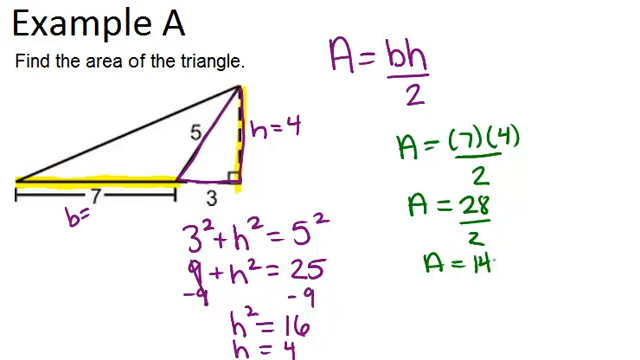 Example A
Find the area of the triangle.
A = bh/2
5
h = 4
7
b=
3
3² + h² = 5²
9 + h² = 25
-9 -9
h² = 16
h = 4
A = (7)(4)/2
A = 28/2
A = 14